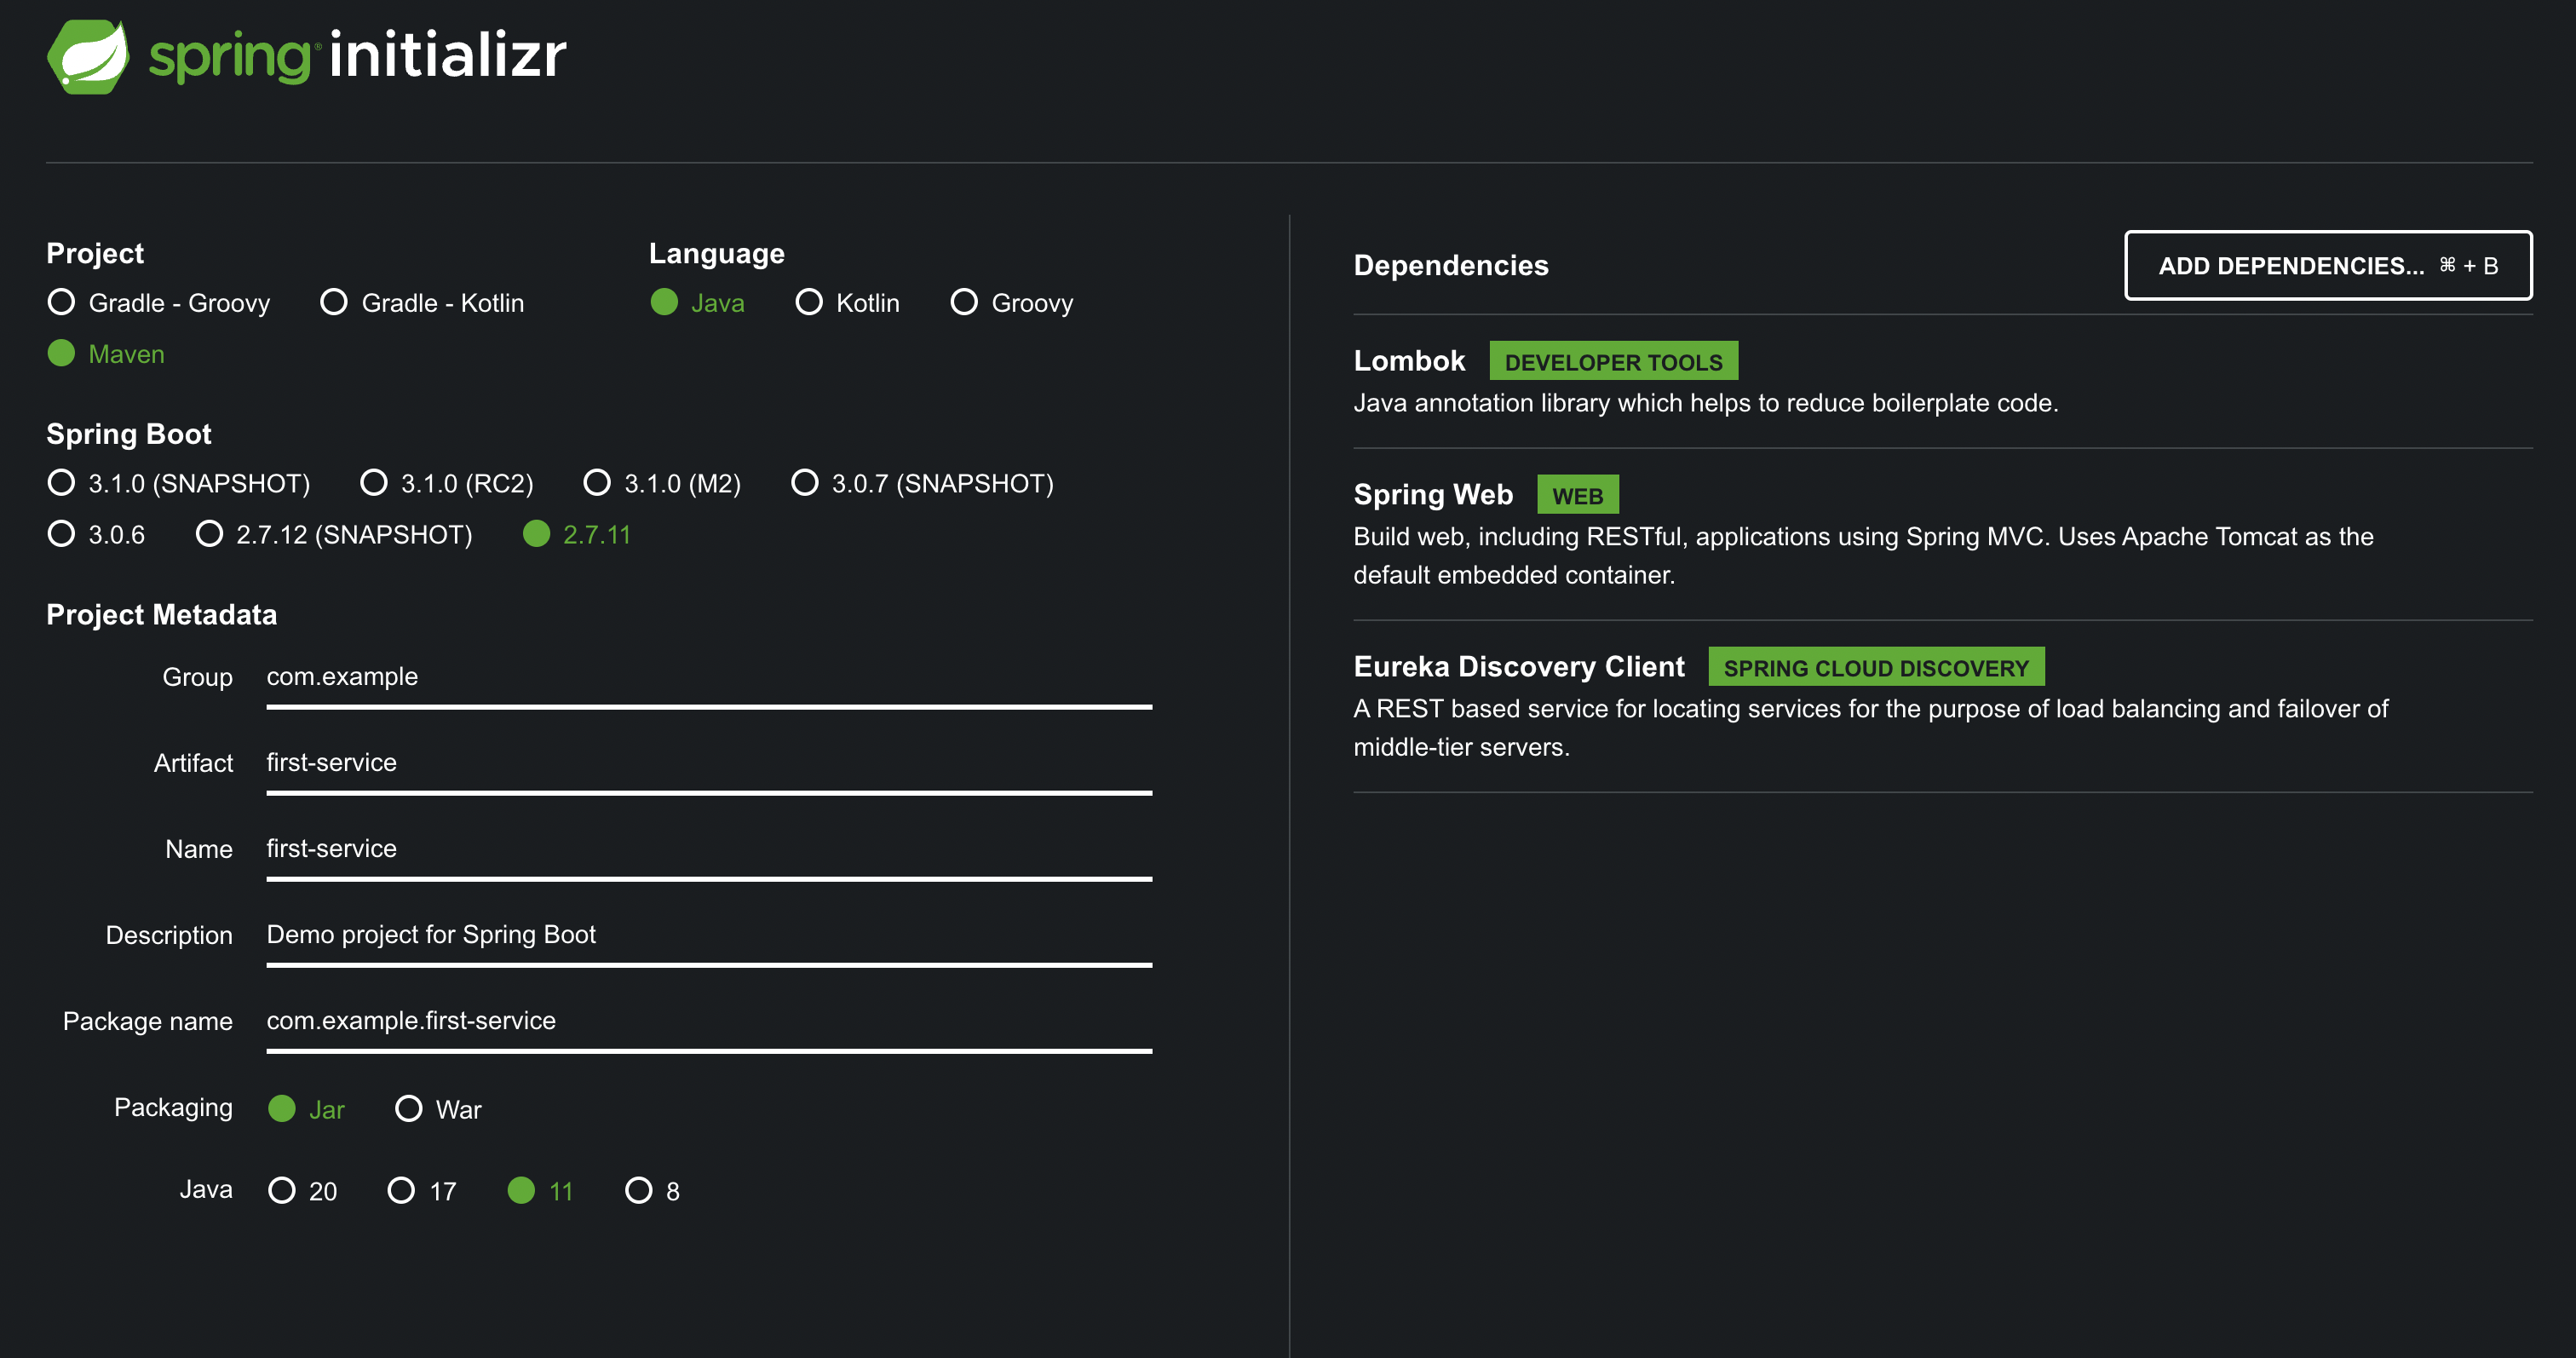 spring® initializr
Project
Gradle - Groovy Gradle - Kotlin
Maven
Language
Java Kotlin Groovy
Spring Boot
3.1.0 (SNAPSHOT) 3.1.0 (RC2) 3.1.0 (M2) 3.0.7 (SNAPSHOT)
3.0.6 2.7.12 (SNAPSHOT) 2.7.11
Project Metadata
Group com.example
Artifact first-service
Name first-service
Description Demo project for Spring Boot
Package name com.example.first-service
Packaging Jar War
Java 20 17 11 8
Dependencies
ADD DEPENDENCIES... ⌘ + B
Lombok DEVELOPER TOOLS
Java annotation library which helps to reduce boilerplate code.
Spring Web WEB
Build web, including RESTful, applications using Spring MVC. Uses Apache Tomcat as the
default embedded container.
Eureka Discovery Client SPRING CLOUD DISCOVERY
A REST based service for locating services for the purpose of load balancing and failover of
middle-tier servers.